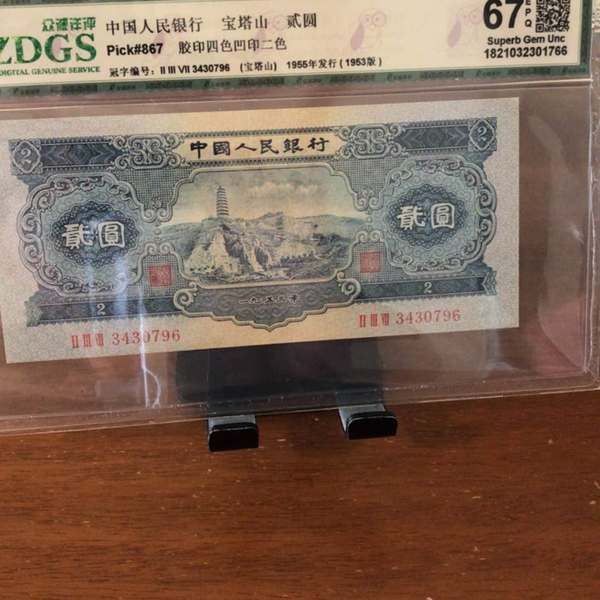 众诚评评
ZDGS
DIGITAL GENUINE SERVICE
中国人民银行 宝塔山 贰圆
Pick#867 胶印四色凹印二色
冠字编号: II III VII 3430796 (宝塔山) 1955年发行 (1953版)
67 EPQ
Superb Gem Unc
1821032301766
2 中國人民銀行 2
貳圓 貳圓
2 一九五三年 2
II III VII 3430796 II III VII 3430796